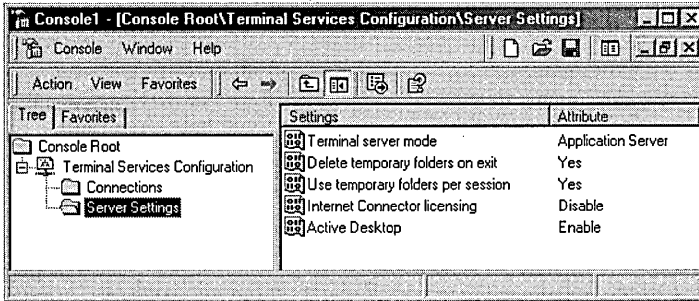 Console1 - [Console Root\Terminal Services Configuration\Server Settings]
Console Window Help
Action View Favorites
Tree Favorites
Console Root
Terminal Services Configuration
Connections
Server Settings
Settings Attribute
Terminal server mode Application Server
Delete temporary folders on exit Yes
Use temporary folders per session Yes
Internet Connector licensing Disable
Active Desktop Enable